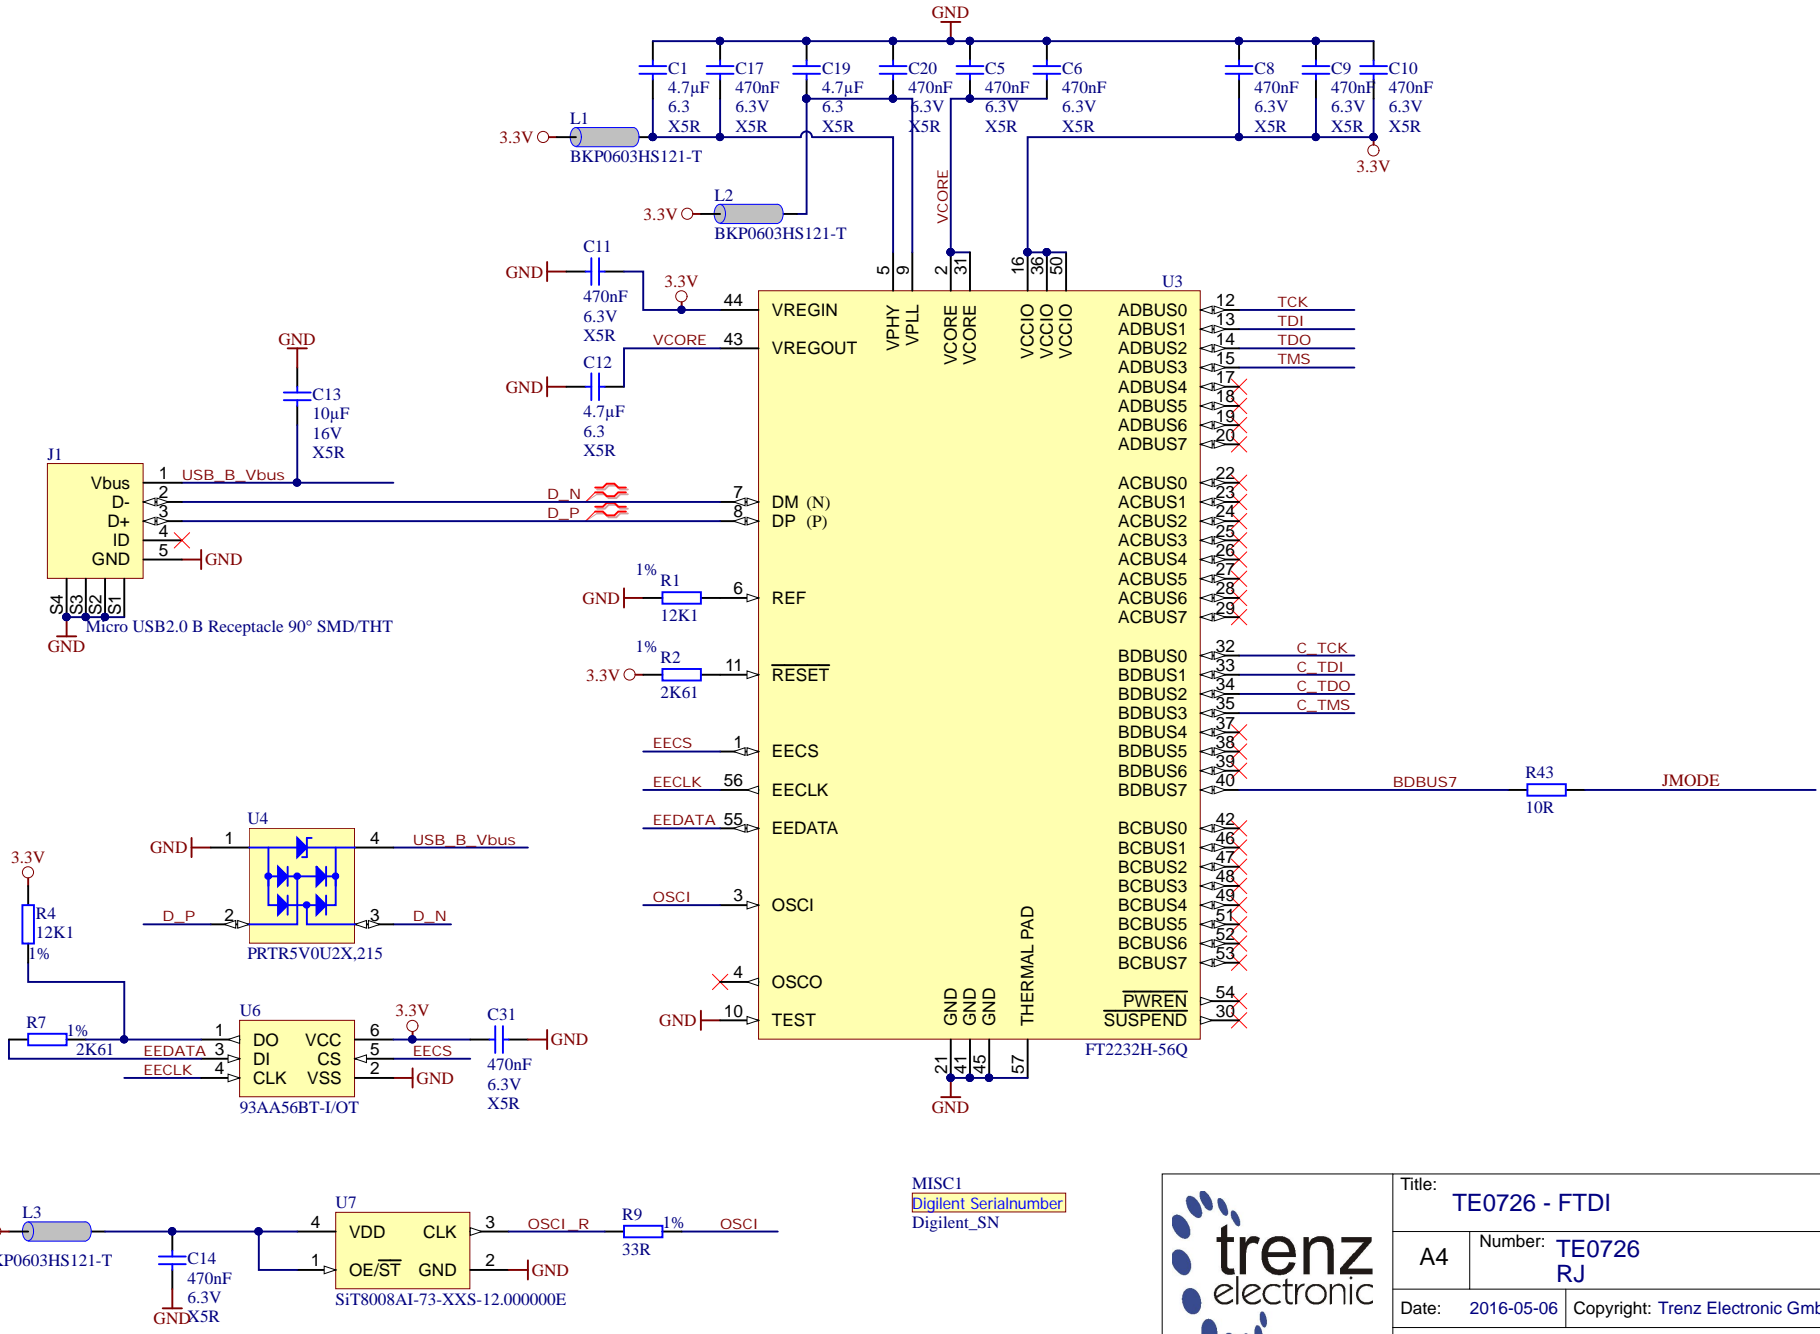 GND
C1
4.7µF
6.3
X5R
C17
470nF
6.3V
X5R
C19
4.7µF
6.3
X5R
C20
470nF
6.3V
X5R
C5
470nF
6.3V
X5R
C6
470nF
6.3V
X5R
C8
470nF
6.3V
X5R
C9
470nF
6.3V
X5R
C10
470nF
6.3V
X5R
3.3V
L1
BKP0603HS121-T
3.3V
3.3V
L2
BKP0603HS121-T
VCORE
GND
C11
470nF
6.3V
X5R
3.3V
VCORE
GND
C12
4.7µF
6.3
X5R
GND
C13
10µF
16V
X5R
J1
Vbus 1 USB_B_Vbus
D- 2
D+ 3
ID 4
GND 5 GND
S4 S3 S2 S1
GND
Micro USB2.0 B Receptacle 90° SMD/THT
D_N
D_P
1%
GND R1
12K1
1%
3.3V R2
2K61
EECS
EECLK
EEDATA
OSCI
GND
U3
5 VPHY
9 VPLL
2 VCORE
31 VCORE
16 VCCIO
36 VCCIO
50 VCCIO
44 VREGIN
43 VREGOUT
7 DM (N)
8 DP (P)
6 REF
11 RESET
1 EECS
56 EECLK
55 EEDATA
3 OSCI
4 OSCO
10 TEST
ADBUS0 12 TCK
ADBUS1 13 TDI
ADBUS2 14 TDO
ADBUS3 15 TMS
ADBUS4 17
ADBUS5 18
ADBUS6 19
ADBUS7 20
ACBUS0 22
ACBUS1 23
ACBUS2 24
ACBUS3 25
ACBUS4 26
ACBUS5 27
ACBUS6 28
ACBUS7 29
BDBUS0 32 C_TCK
BDBUS1 33 C_TDI
BDBUS2 34 C_TDO
BDBUS3 35 C_TMS
BDBUS4 37
BDBUS5 38
BDBUS6 39
BDBUS7 40 BDBUS7
R43
10R
JMODE
BCBUS0 42
BCBUS1 46
BCBUS2 47
BCBUS3 48
BCBUS4 49
BCBUS5 51
BCBUS6 52
BCBUS7 53
PWREN 54
SUSPEND 30
GND 21
GND 41
GND 45
THERMAL PAD 57
GND
FT2232H-56Q
U4
GND 1
4 USB_B_Vbus
D_P 2
3 D_N
PRTR5V0U2X,215
3.3V
R4
12K1
1%
R7
1%
2K61
U6
EEDATA
EECLK
1 DO
3 DI
4 CLK
VCC 6
CS 5 EECS
VSS 2 GND
93AA56BT-I/OT
3.3V
C31
470nF
6.3V
X5R
GND
L3
KP0603HS121-T
C14
470nF
6.3V
X5R
GND
U7
4 VDD
1 OE/ST
CLK 3 OSCI_R
GND 2 GND
SiT8008AI-73-XXS-12.000000E
R9
1%
33R
OSCI
MISC1
Digilent Serialnumber
Digilent_SN
trenz
electronic
Title:
TE0726 - FTDI
A4
Number: TE0726
RJ
Date: 2016-05-06
Copyright: Trenz Electronic Gmb